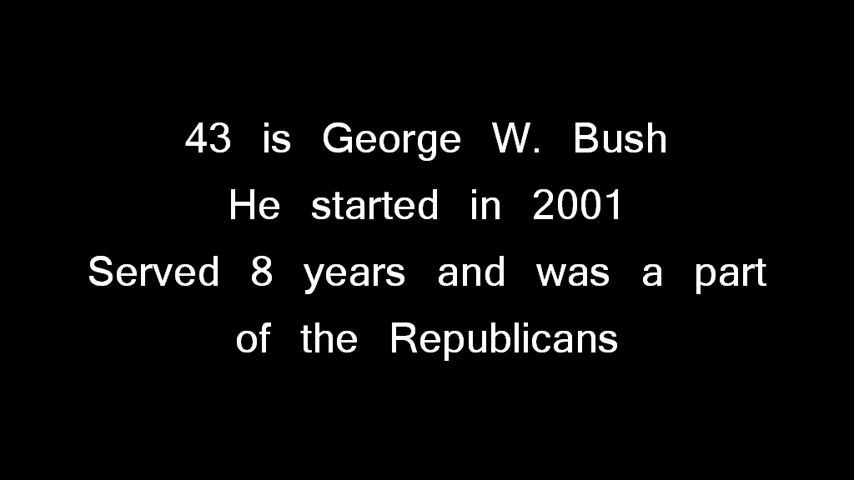 43 is George W. Bush
He started in 2001
Served 8 years and was a part
of the Republicans